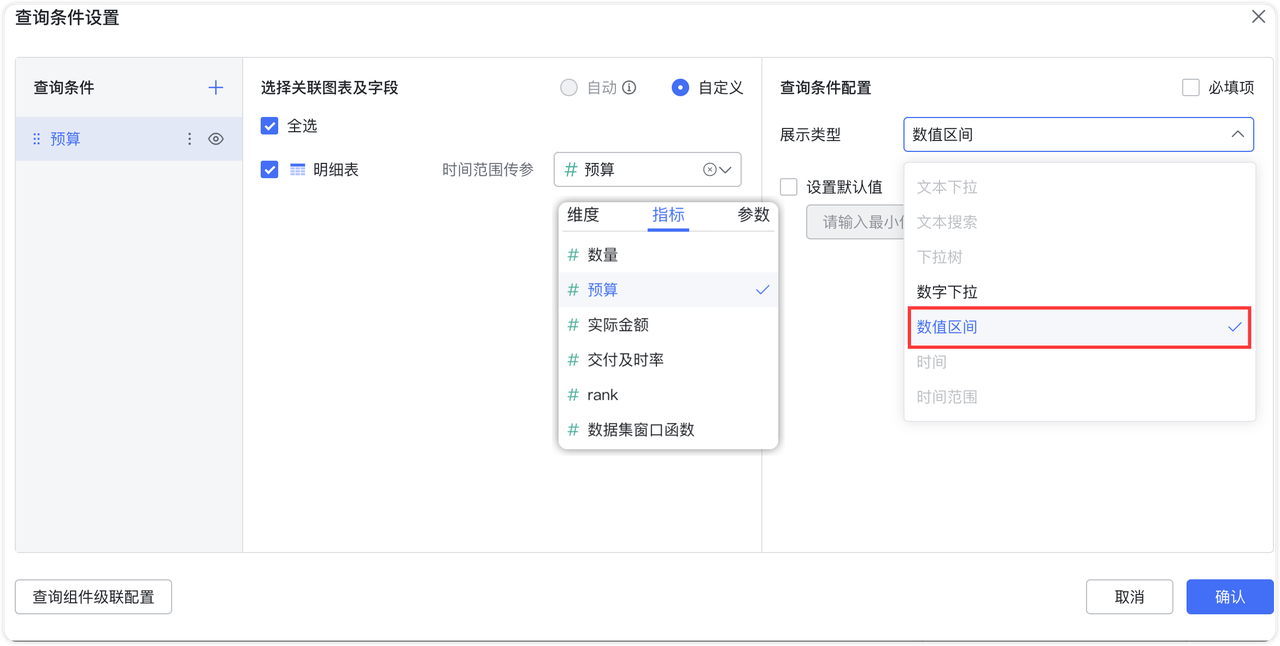 查询条件设置
查询条件
预算
选择关联图表及字段
自动
自定义
全选
明细表
时间范围传参
# 预算
维度
指标
参数
# 数量
# 预算
# 实际金额
# 交付及时率
# rank
# 数据集窗口函数
查询条件配置
必填项
展示类型
数值区间
设置默认值
请输入最小
文本下拉
文本搜索
下拉树
数字下拉
数值区间
时间
时间范围
查询组件级联配置
取消
确认